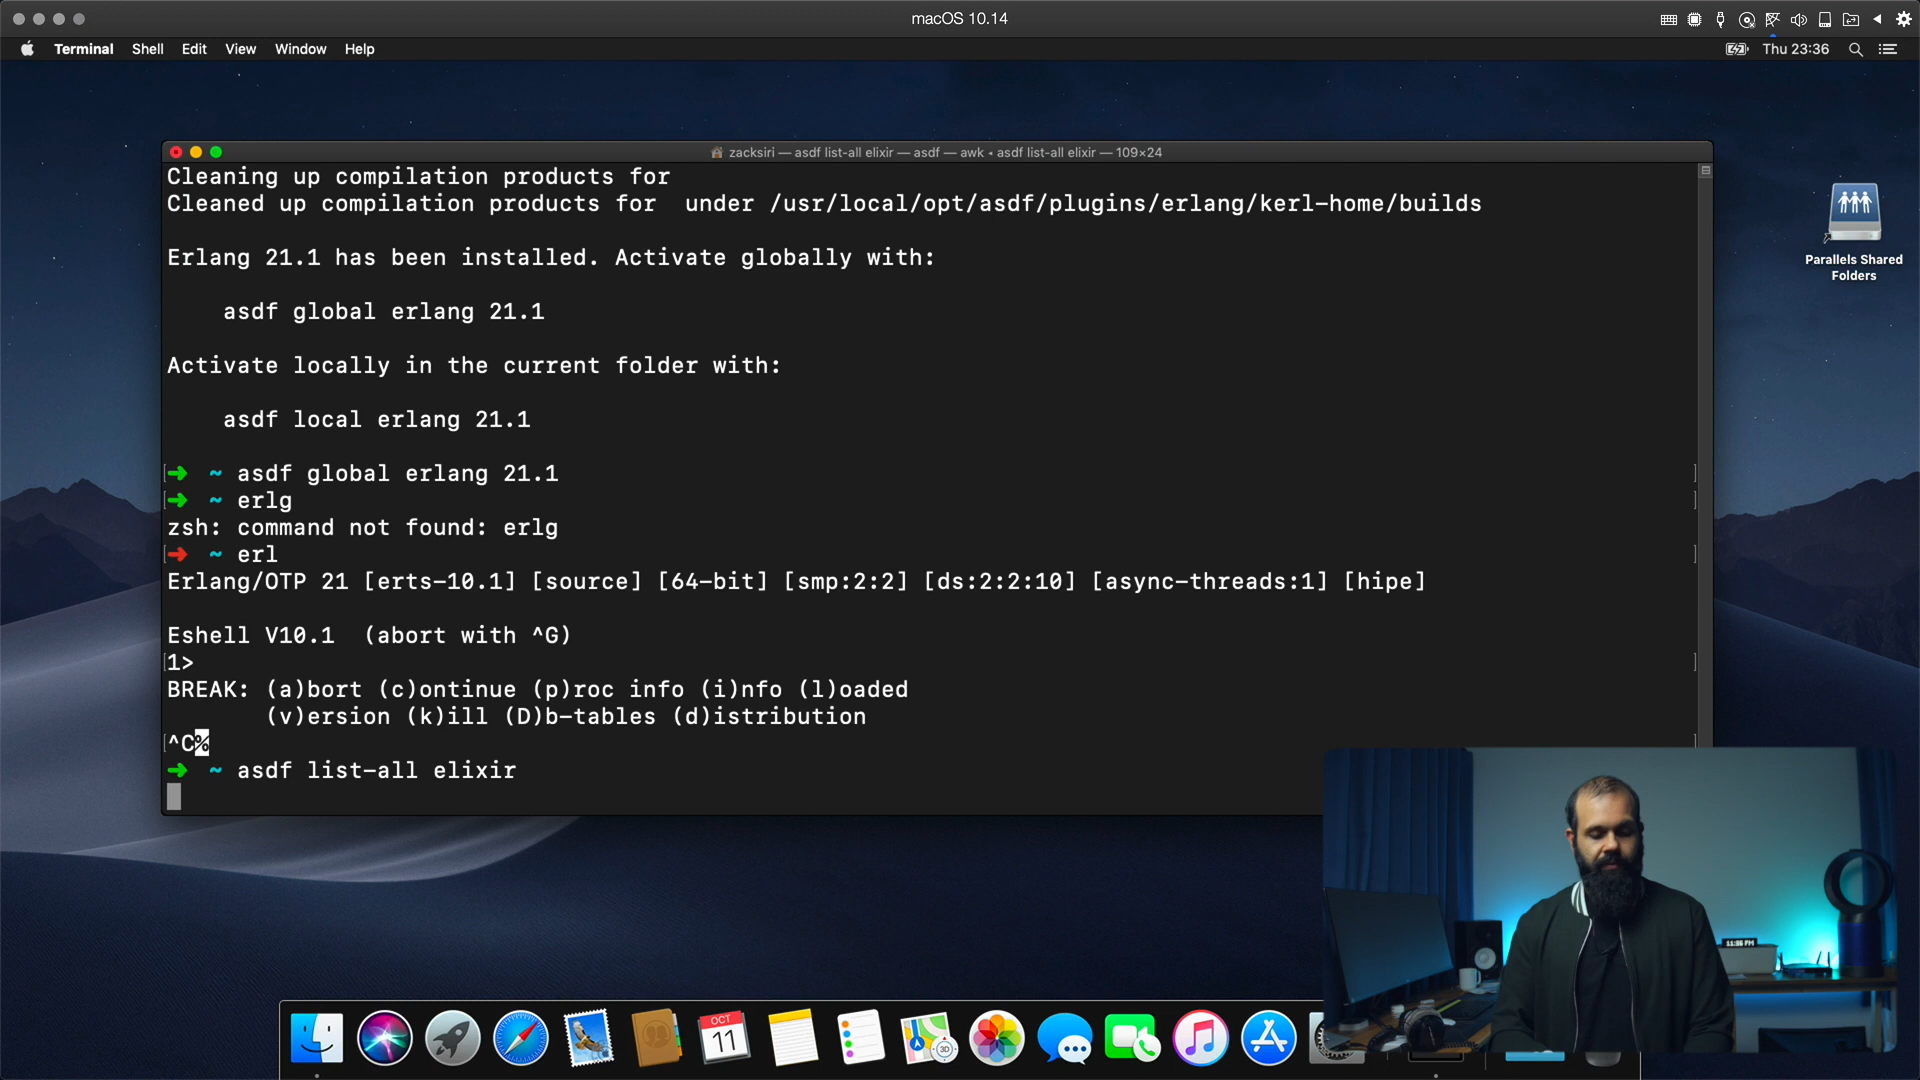 macOS 10.14
Terminal Shell Edit View Window Help
Thu 23:36
zacksiri — asdf list-all elixir — asdf — awk • asdf list-all elixir — 109×24
Cleaning up compilation products for
Cleaned up compilation products for  under /usr/local/opt/asdf/plugins/erlang/kerl-home/builds
Erlang 21.1 has been installed. Activate globally with:
asdf global erlang 21.1
Activate locally in the current folder with:
asdf local erlang 21.1
➜ ~ asdf global erlang 21.1
➜ ~ erlg
zsh: command not found: erlg
➜ ~ erl
Erlang/OTP 21 [erts-10.1] [source] [64-bit] [smp:2:2] [ds:2:2:10] [async-threads:1] [hipe]
Eshell V10.1  (abort with ^G)
1>
BREAK: (a)bort (c)ontinue (p)roc info (i)nfo (l)oaded
(v)ersion (k)ill (D)b-tables (d)istribution
^C%
➜ ~ asdf list-all elixir
Parallels Shared
Folders
11:36 PM
OCT
11
3D